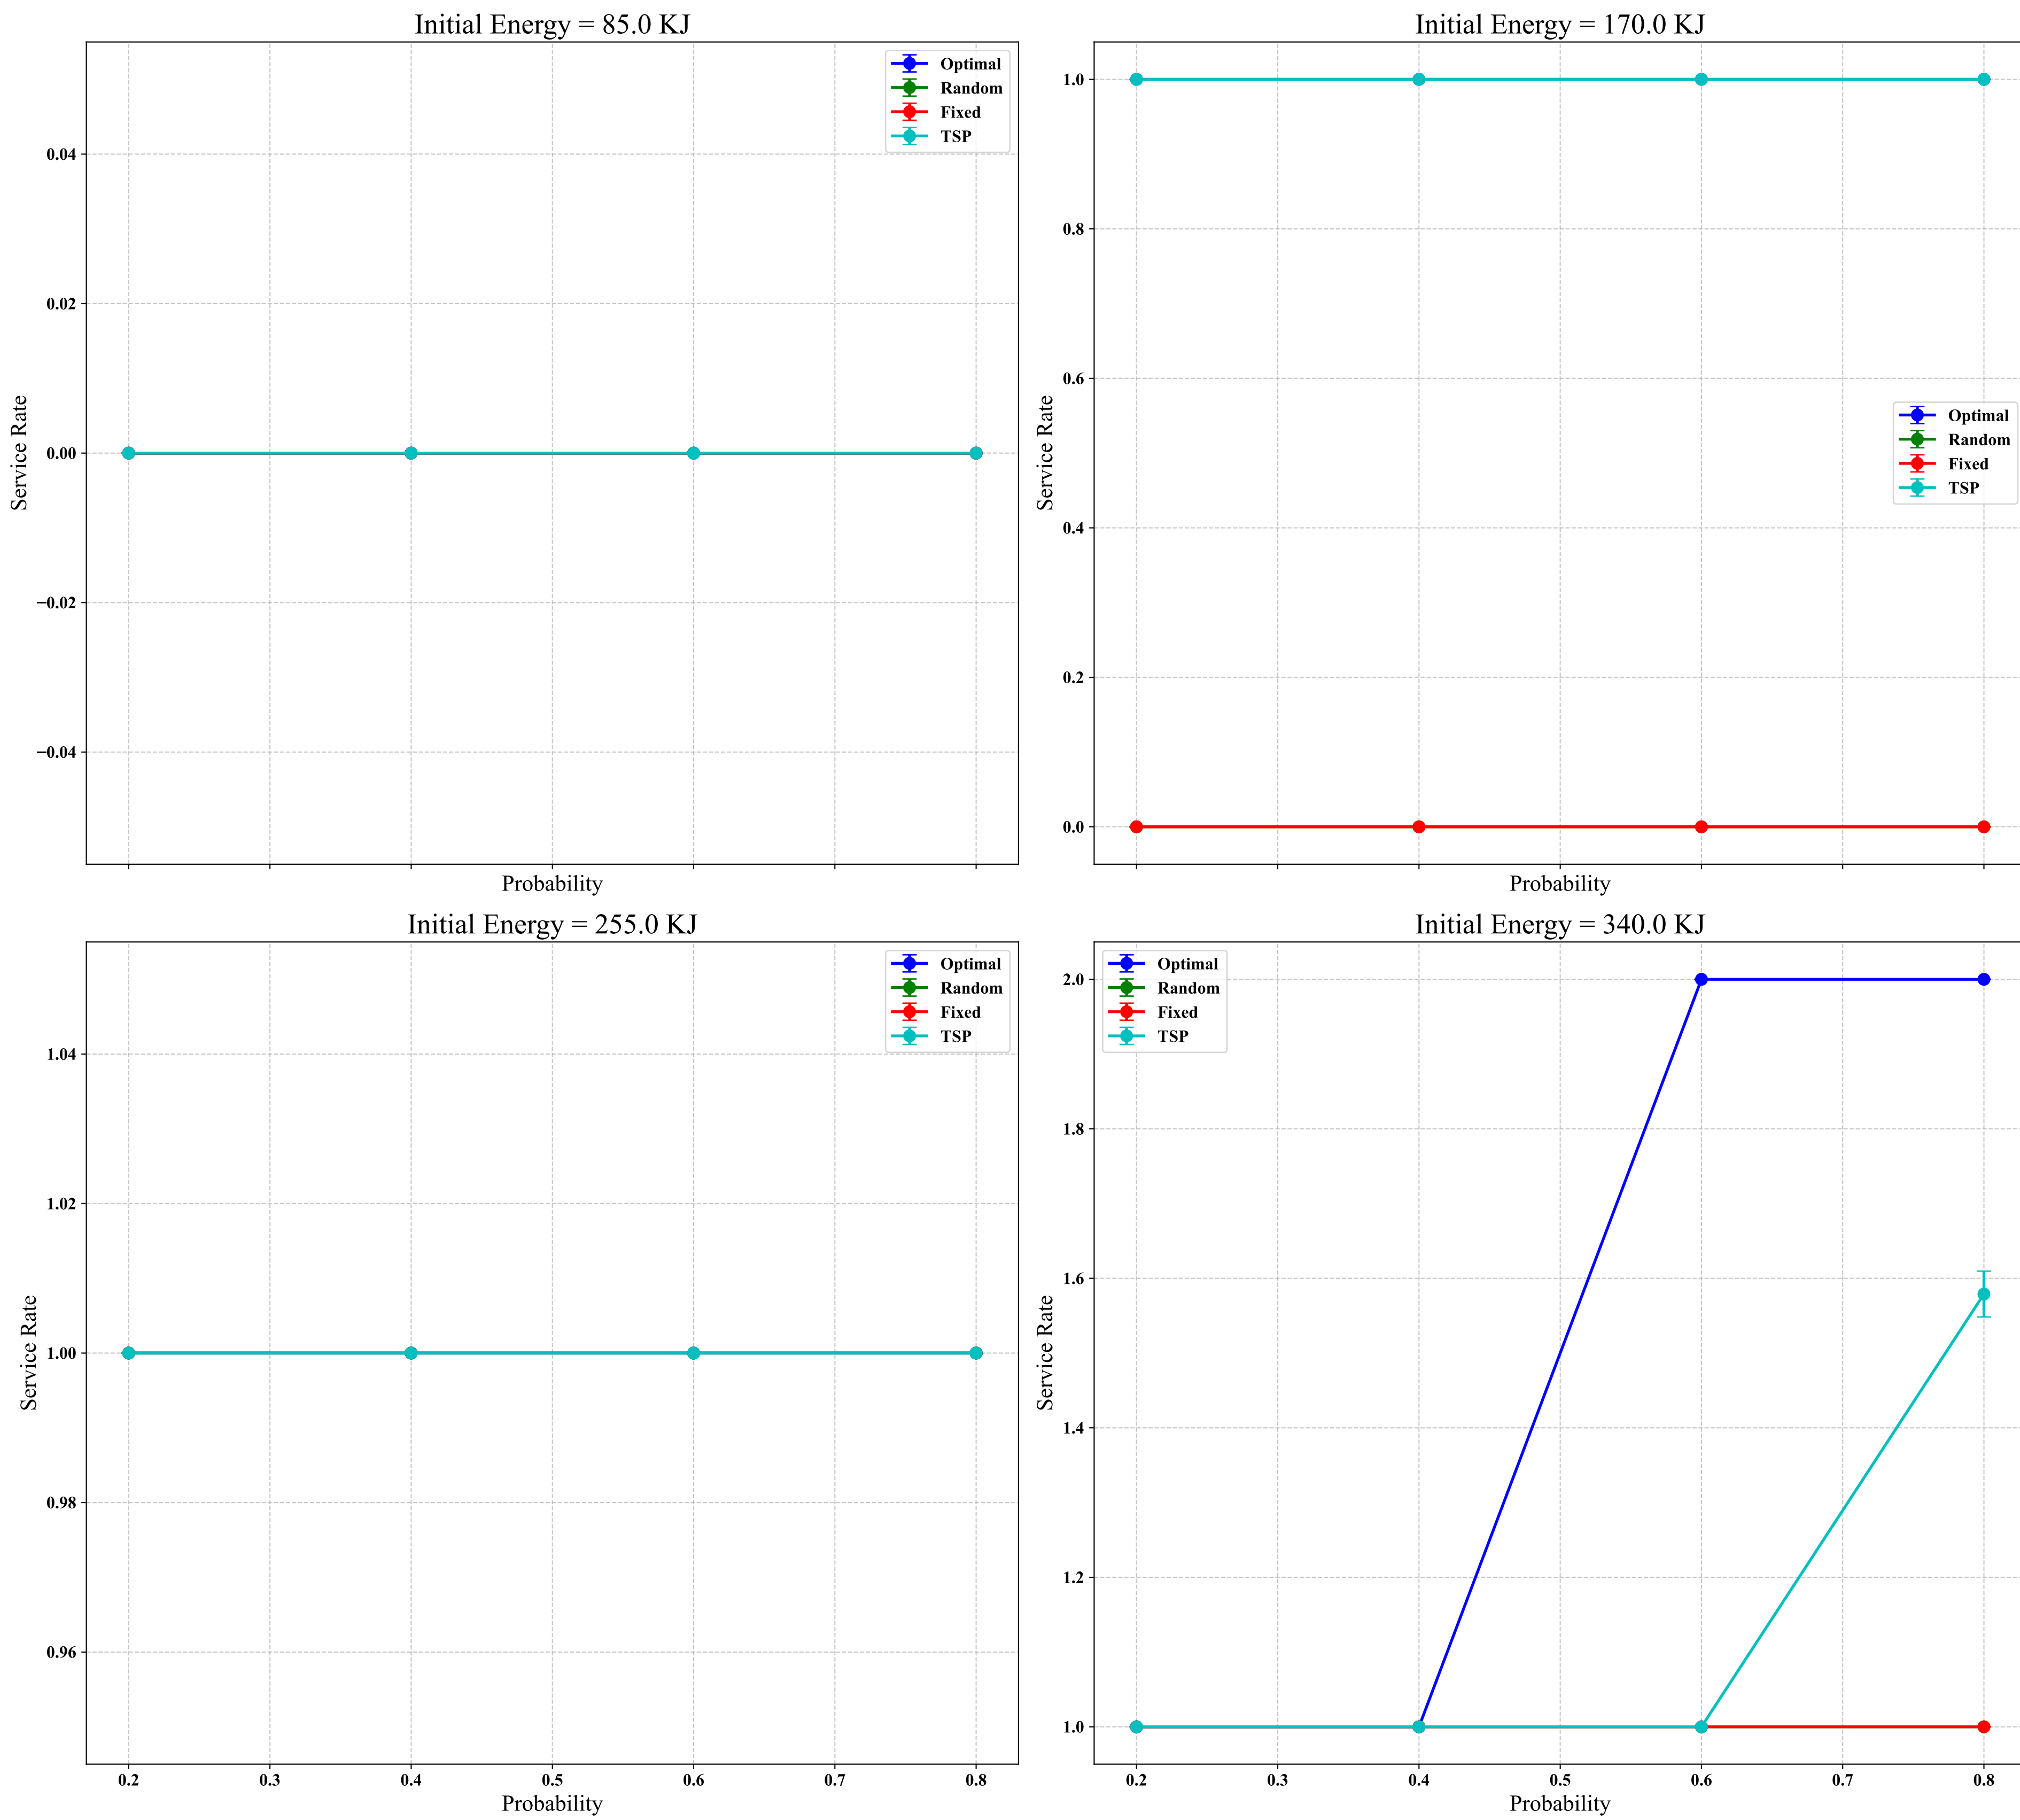 Initial Energy = 85.0 KJ
Service Rate
0.04
0.02
0.00
−0.02
−0.04
Optimal
Random
Fixed
TSP
Probability
Initial Energy = 170.0 KJ
Service Rate
1.0
0.8
0.6
0.4
0.2
0.0
Optimal
Random
Fixed
TSP
Probability
Initial Energy = 255.0 KJ
Service Rate
1.04
1.02
1.00
0.98
0.96
Optimal
Random
Fixed
TSP
0.2 0.3 0.4 0.5 0.6 0.7 0.8
Probability
Initial Energy = 340.0 KJ
Service Rate
2.0
1.8
1.6
1.4
1.2
1.0
Optimal
Random
Fixed
TSP
0.2 0.3 0.4 0.5 0.6 0.7 0.8
Probability